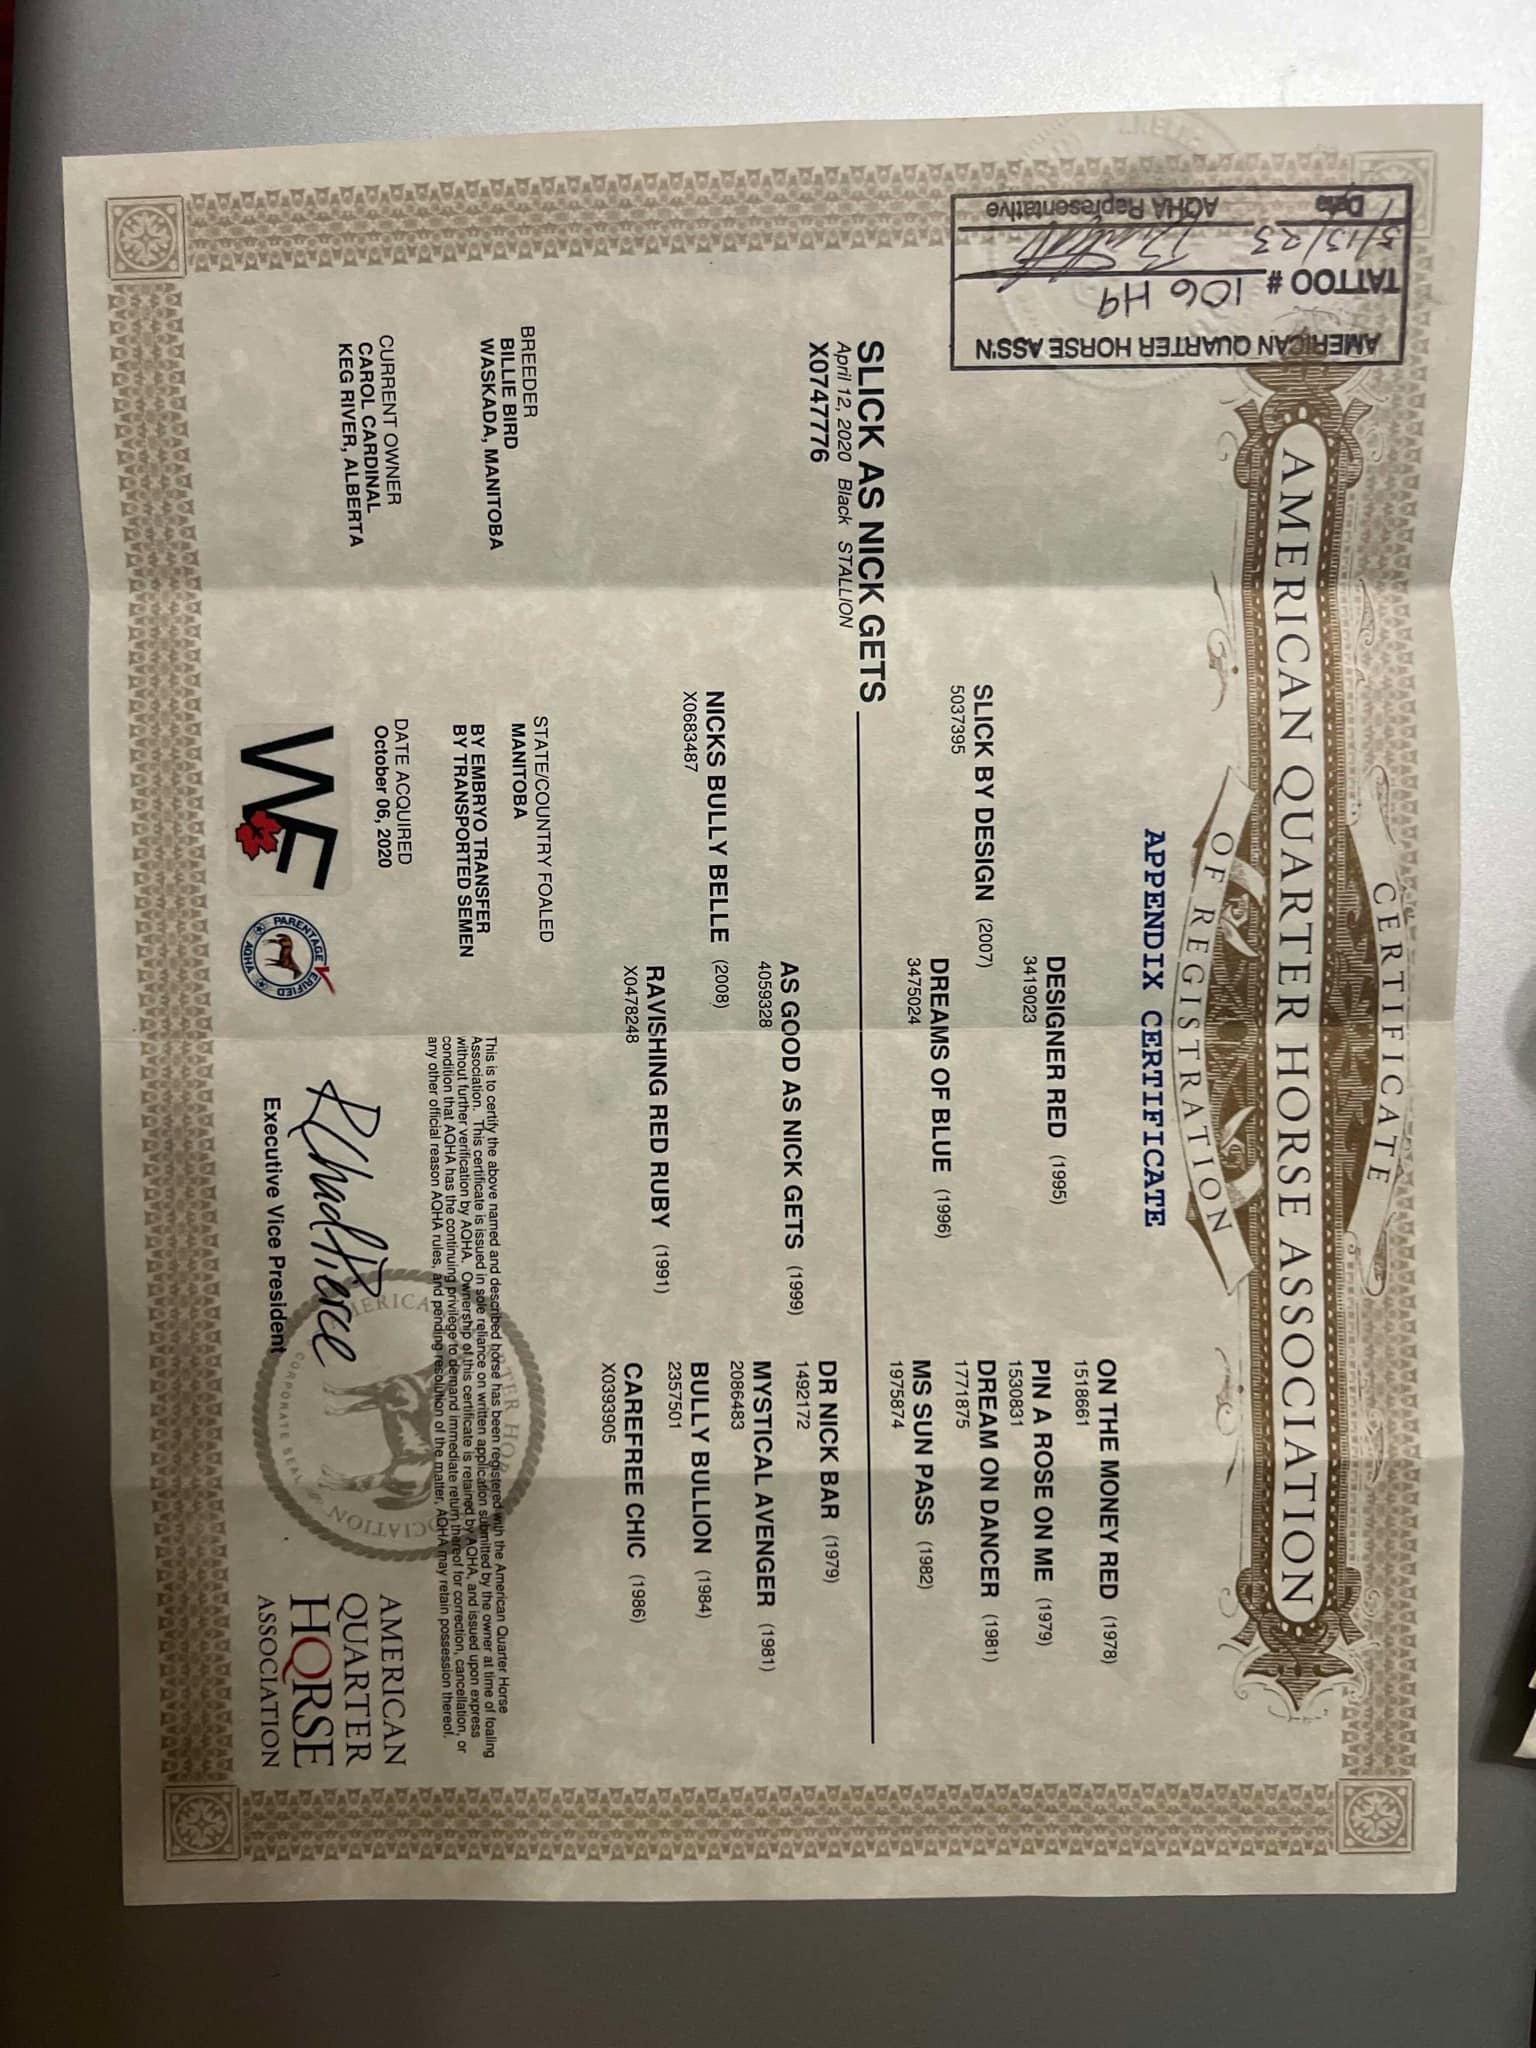 CERTIFICATE
AMERICAN QUARTER HORSE ASSOCIATION
OF REGISTRATION
APPENDIX CERTIFICATE
AMERICAN QUARTER HORSE ASS'N
TATTOO # 106 H9
5/15/23
Date AQHA Representative
ON THE MONEY RED (1978)
1518661
DESIGNER RED (1995)
3419023
PIN A ROSE ON ME (1979)
1530831
SLICK BY DESIGN (2007)
5037395
DREAM ON DANCER (1981)
1771875
DREAMS OF BLUE (1996)
3475024
MS SUN PASS (1982)
1975874
SLICK AS NICK GETS
April 12, 2020 Black STALLION
X0747776
DR NICK BAR (1979)
1492172
AS GOOD AS NICK GETS (1999)
4059328
MYSTICAL AVENGER (1981)
2086483
NICKS BULLY BELLE (2008)
X0683487
BULLY BULLION (1984)
2357501
RAVISHING RED RUBY (1991)
X0478248
CAREFREE CHIC (1986)
X0393905
BREEDER
BILLIE BIRD
WASKADA, MANITOBA
STATE/COUNTRY FOALED
MANITOBA
BY EMBRYO TRANSFER
BY TRANSPORTED SEMEN
CURRENT OWNER
CAROL CARDINAL
KEG RIVER, ALBERTA
DATE ACQUIRED
October 06, 2020
This is to certify the above named and described horse has been registered with the American Quarter Horse
Association. This certificate is issued in sole reliance on written application submitted by the owner at time of foaling
without further verification by AQHA. Ownership of this certificate is retained by AQHA, and issued upon express
condition that AQHA has the continuing privilege to demand immediate return thereof for correction, cancellation, or
any other official reason AQHA rules, and pending resolution of the matter, AQHA may retain possession thereof.
WF
PARENTAGE VERIFIED
AQHA
Executive Vice President
CORPORATE SEAL
AMERICAN
QUARTER
HORSE
ASSOCIATION